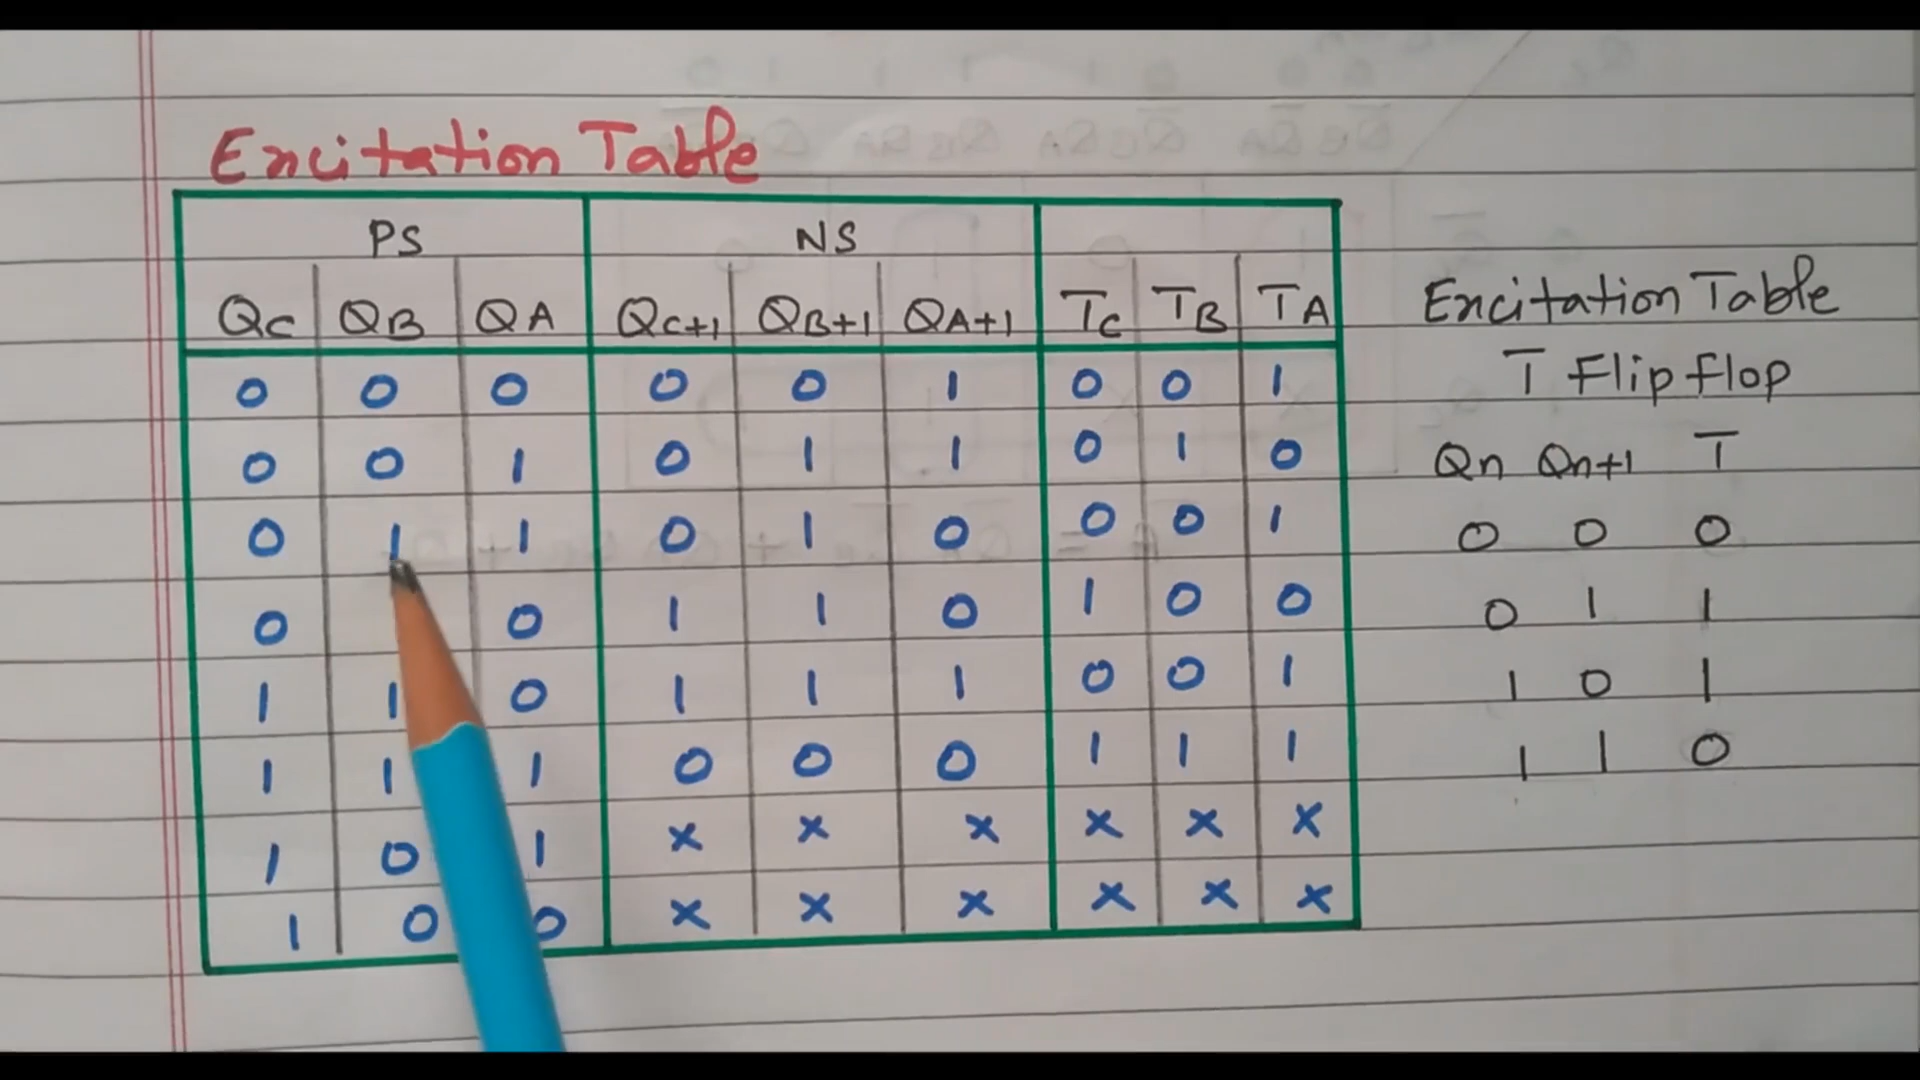 Excitation Table
PS NS
QC QB QA QC+1 QB+1 QA+1 TC TB TA
0 0 0 0 0 1 0 0 1
0 0 1 0 1 1 0 1 0
0 1 1 0 1 0 0 0 1
0 0 1 1 0 1 0 0
1 1 0 1 1 1 0 0 1
1 1 1 0 0 0 1 1 1
1 0 1 x x x x x x
1 0 0 x x x x x x
Excitation Table
T Flip Flop
Qn Qn+1 T
0 0 0
0 1 1
1 0 1
1 1 0